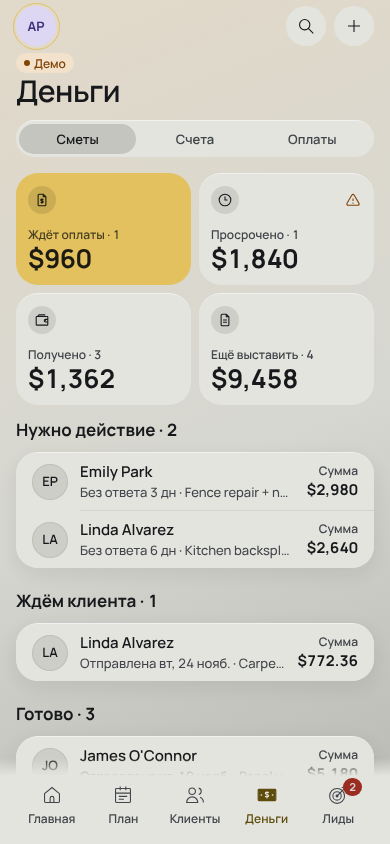 AP
Демо
Деньги
Сметы
Счета
Оплаты
Ждёт оплаты · 1
$960
Просрочено · 1
$1,840
Получено · 3
$1,362
Ещё выставить · 4
$9,458
Нужно действие · 2
EP
Emily Park
Сумма
Без ответа 3 дн · Fence repair + n...
$2,980
LA
Linda Alvarez
Сумма
Без ответа 6 дн · Kitchen backspl...
$2,640
Ждём клиента · 1
LA
Linda Alvarez
Сумма
Отправлена вт, 24 нояб. · Carpe...
$772.36
Готово · 3
JO
James O'Connor
Сумма
$5,180
2
Главная
План
Клиенты
Деньги
Лиды